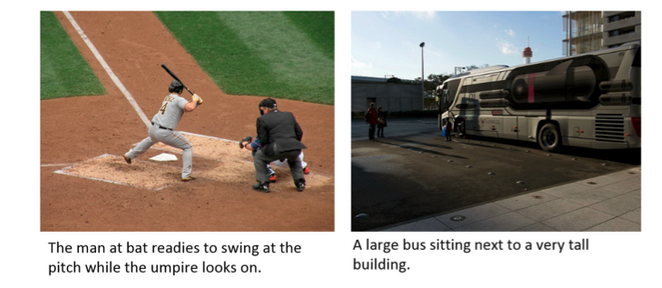 The man at bat readies to swing at the
pitch while the umpire looks on.
A large bus sitting next to a very tall
building.